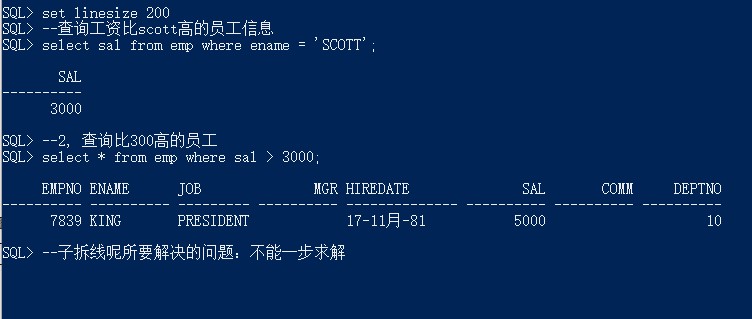 SQL> set linesize 200
SQL> --查询工资比scott高的员工信息
SQL> select sal from emp where ename = 'SCOTT';
SAL
----------
3000
SQL> --2, 查询比300高的员工
SQL> select * from emp where sal > 3000;
EMPNO ENAME JOB MGR HIREDATE SAL COMM DEPTNO
---------- ---------- --------- ---------- -------------- ---------- ---------- ----------
7839 KING PRESIDENT 17-11月-81 5000 10
SQL> --子拆线呢所要解决的问题：不能一步求解